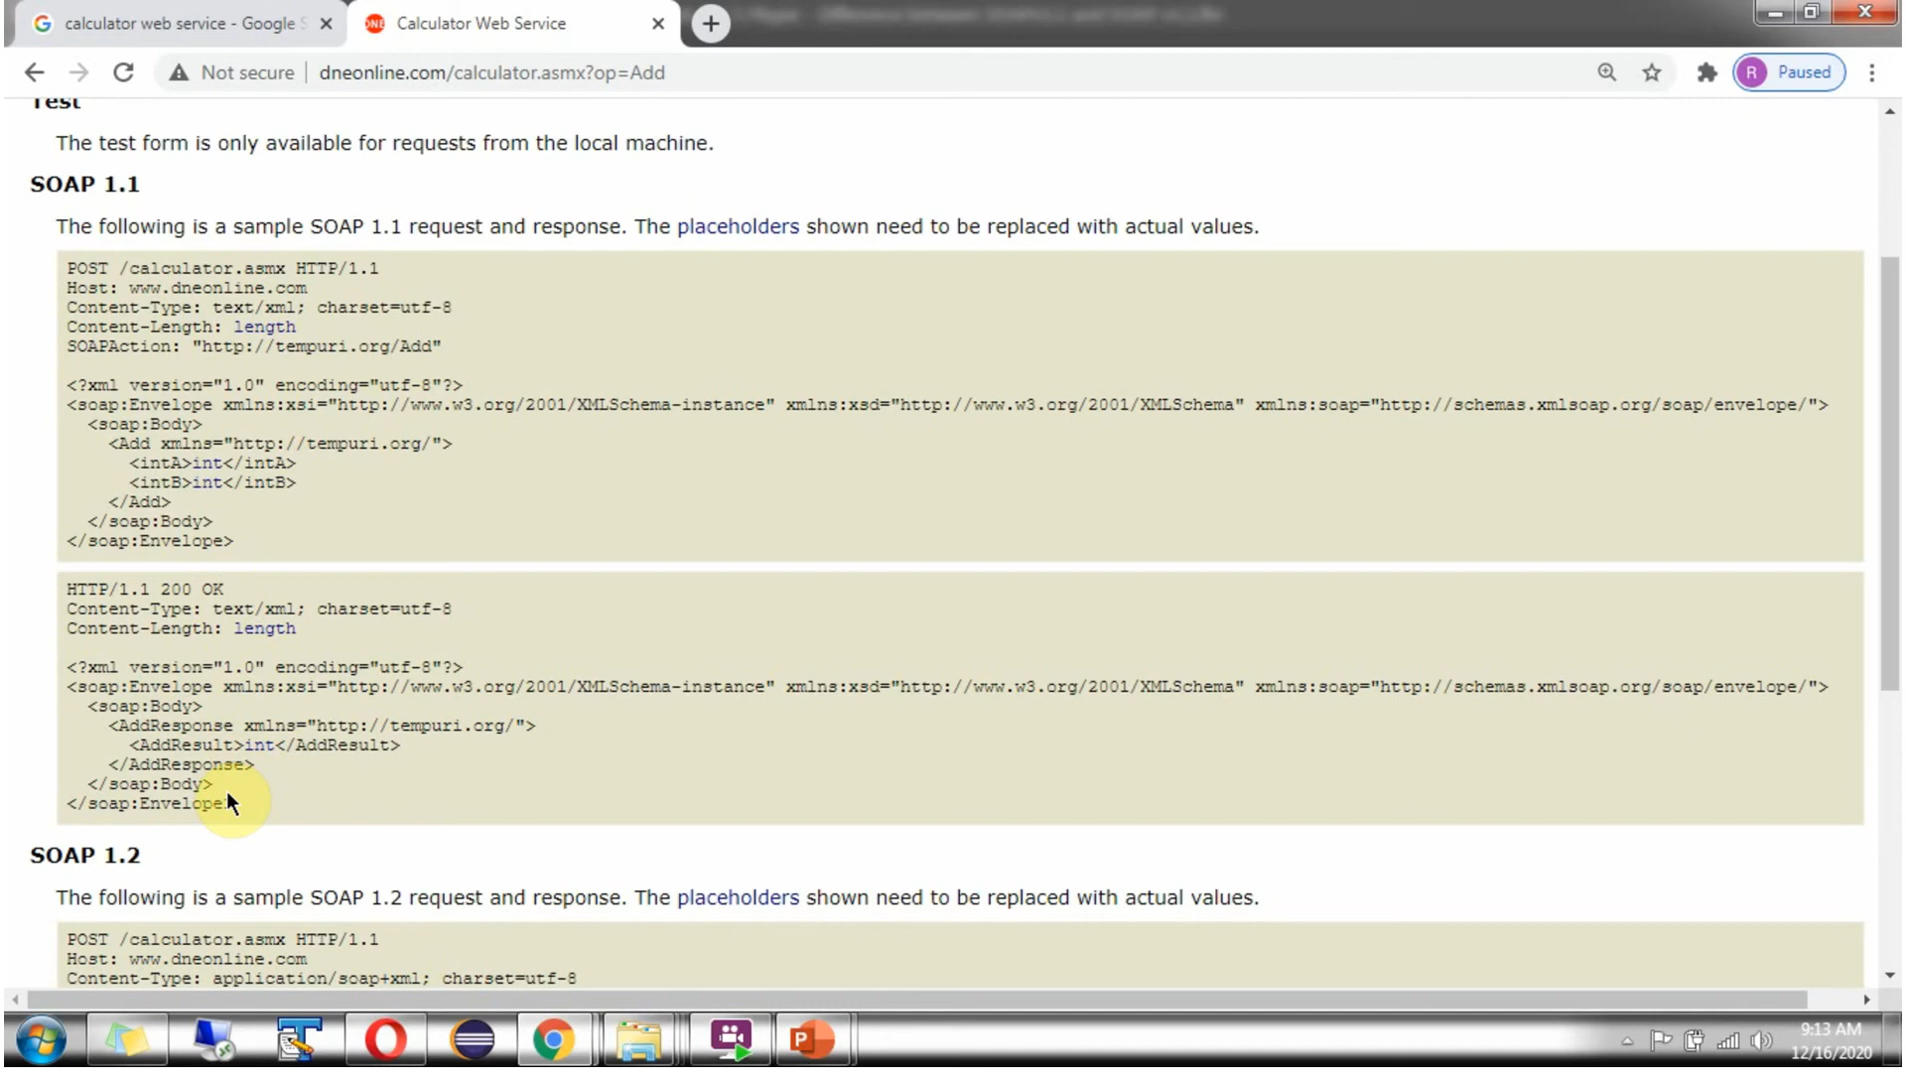 calculator web service - Google S
Calculator Web Service
Not secure
dneonline.com/calculator.asmx?op=Add
R
Paused
Test
The test form is only available for requests from the local machine.
SOAP 1.1
The following is a sample SOAP 1.1 request and response. The placeholders shown need to be replaced with actual values.
POST /calculator.asmx HTTP/1.1
Host: www.dneonline.com
Content-Type: text/xml; charset=utf-8
Content-Length: length
SOAPAction: "http://tempuri.org/Add"
<?xml version="1.0" encoding="utf-8"?>
<soap:Envelope xmlns:xsi="http://www.w3.org/2001/XMLSchema-instance" xmlns:xsd="http://www.w3.org/2001/XMLSchema" xmlns:soap="http://schemas.xmlsoap.org/soap/envelope/">
<soap:Body>
<Add xmlns="http://tempuri.org/">
<intA>int</intA>
<intB>int</intB>
</Add>
</soap:Body>
</soap:Envelope>
HTTP/1.1 200 OK
Content-Type: text/xml; charset=utf-8
Content-Length: length
<?xml version="1.0" encoding="utf-8"?>
<soap:Envelope xmlns:xsi="http://www.w3.org/2001/XMLSchema-instance" xmlns:xsd="http://www.w3.org/2001/XMLSchema" xmlns:soap="http://schemas.xmlsoap.org/soap/envelope/">
<soap:Body>
<AddResponse xmlns="http://tempuri.org/">
<AddResult>int</AddResult>
</AddResponse>
</soap:Body>
</soap:Envelope>
SOAP 1.2
The following is a sample SOAP 1.2 request and response. The placeholders shown need to be replaced with actual values.
POST /calculator.asmx HTTP/1.1
Host: www.dneonline.com
Content-Type: application/soap+xml; charset=utf-8
9:13 AM
12/16/2020